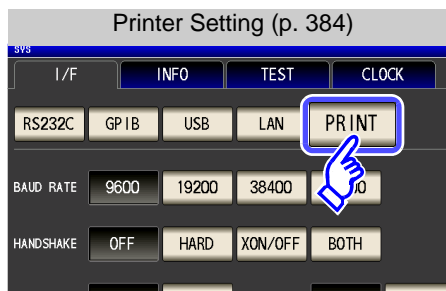 Printer Setting (p. 384)
SYS
I/F INFO TEST CLOCK
RS232C GPIB USB LAN PRINT
BAUD RATE 9600 19200 38400
HANDSHAKE OFF HARD XON/OFF BOTH